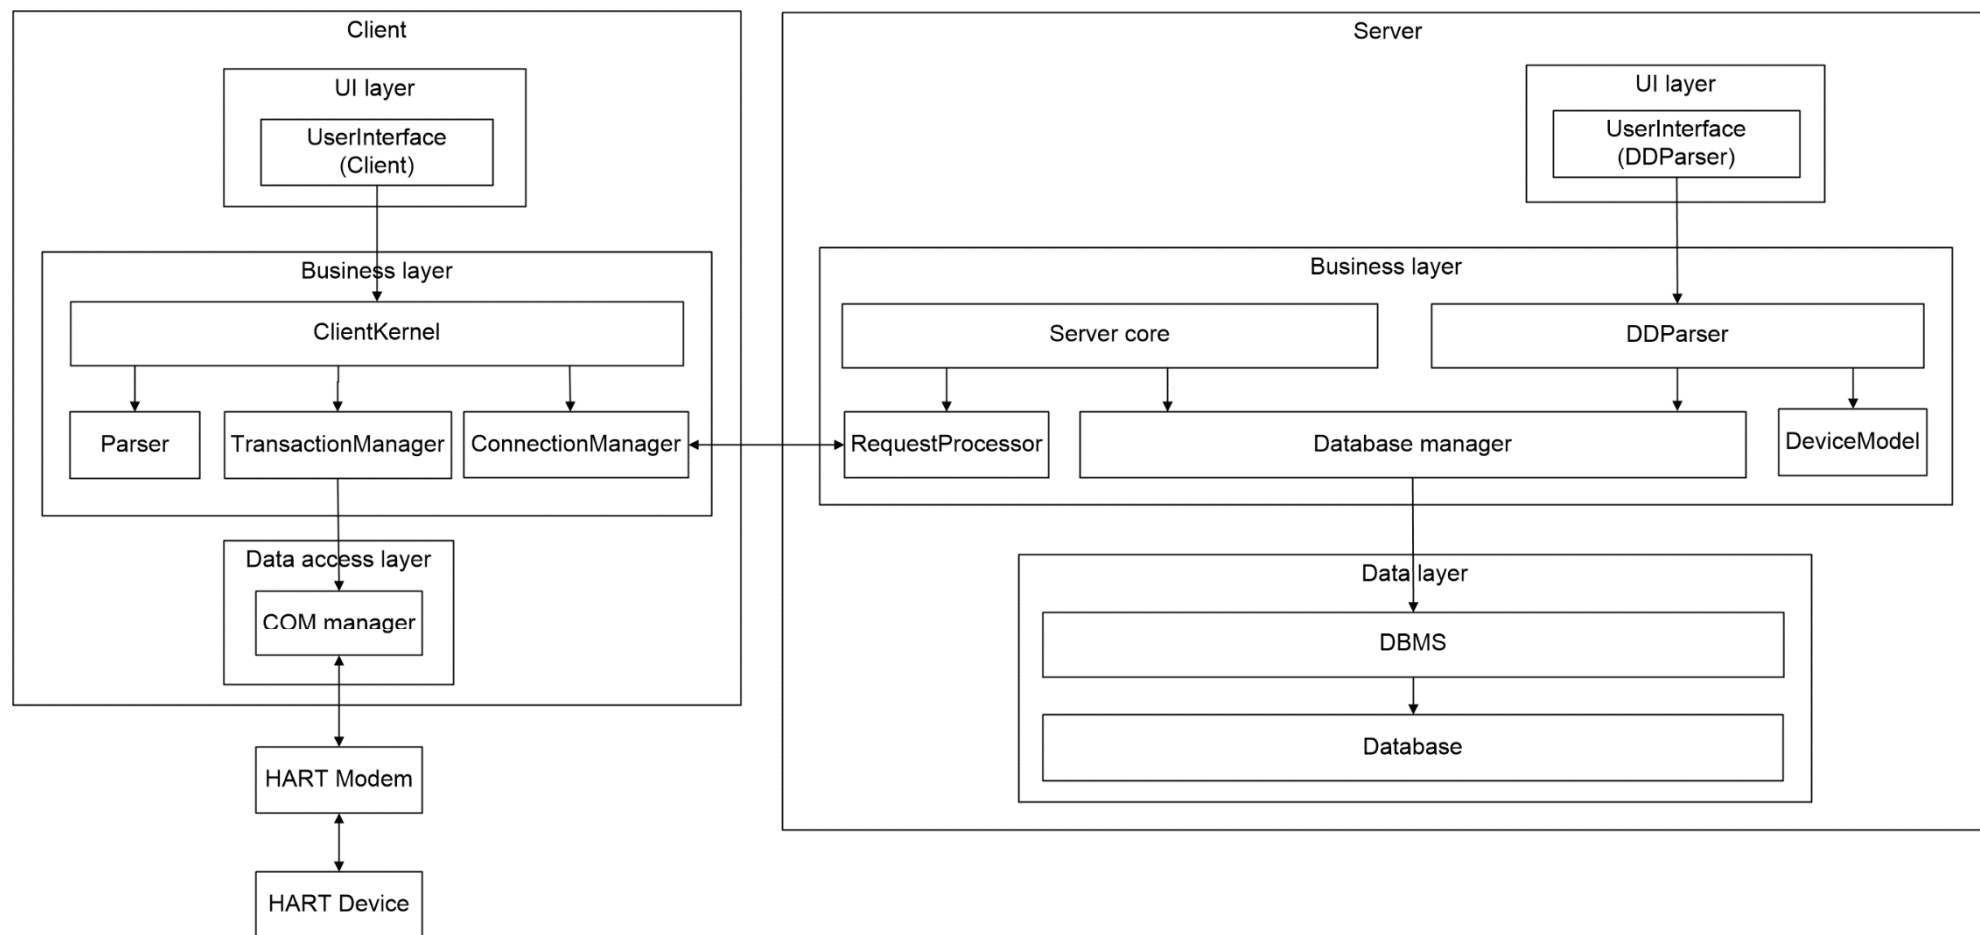 Client
UI layer
UserInterface
(Client)
Business layer
ClientKernel
Parser
TransactionManager
ConnectionManager
Data access layer
COM manager
HART Modem
HART Device
Server
UI layer
UserInterface
(DDParser)
Business layer
Server core
DDParser
RequestProcessor
Database manager
DeviceModel
Data layer
DBMS
Database